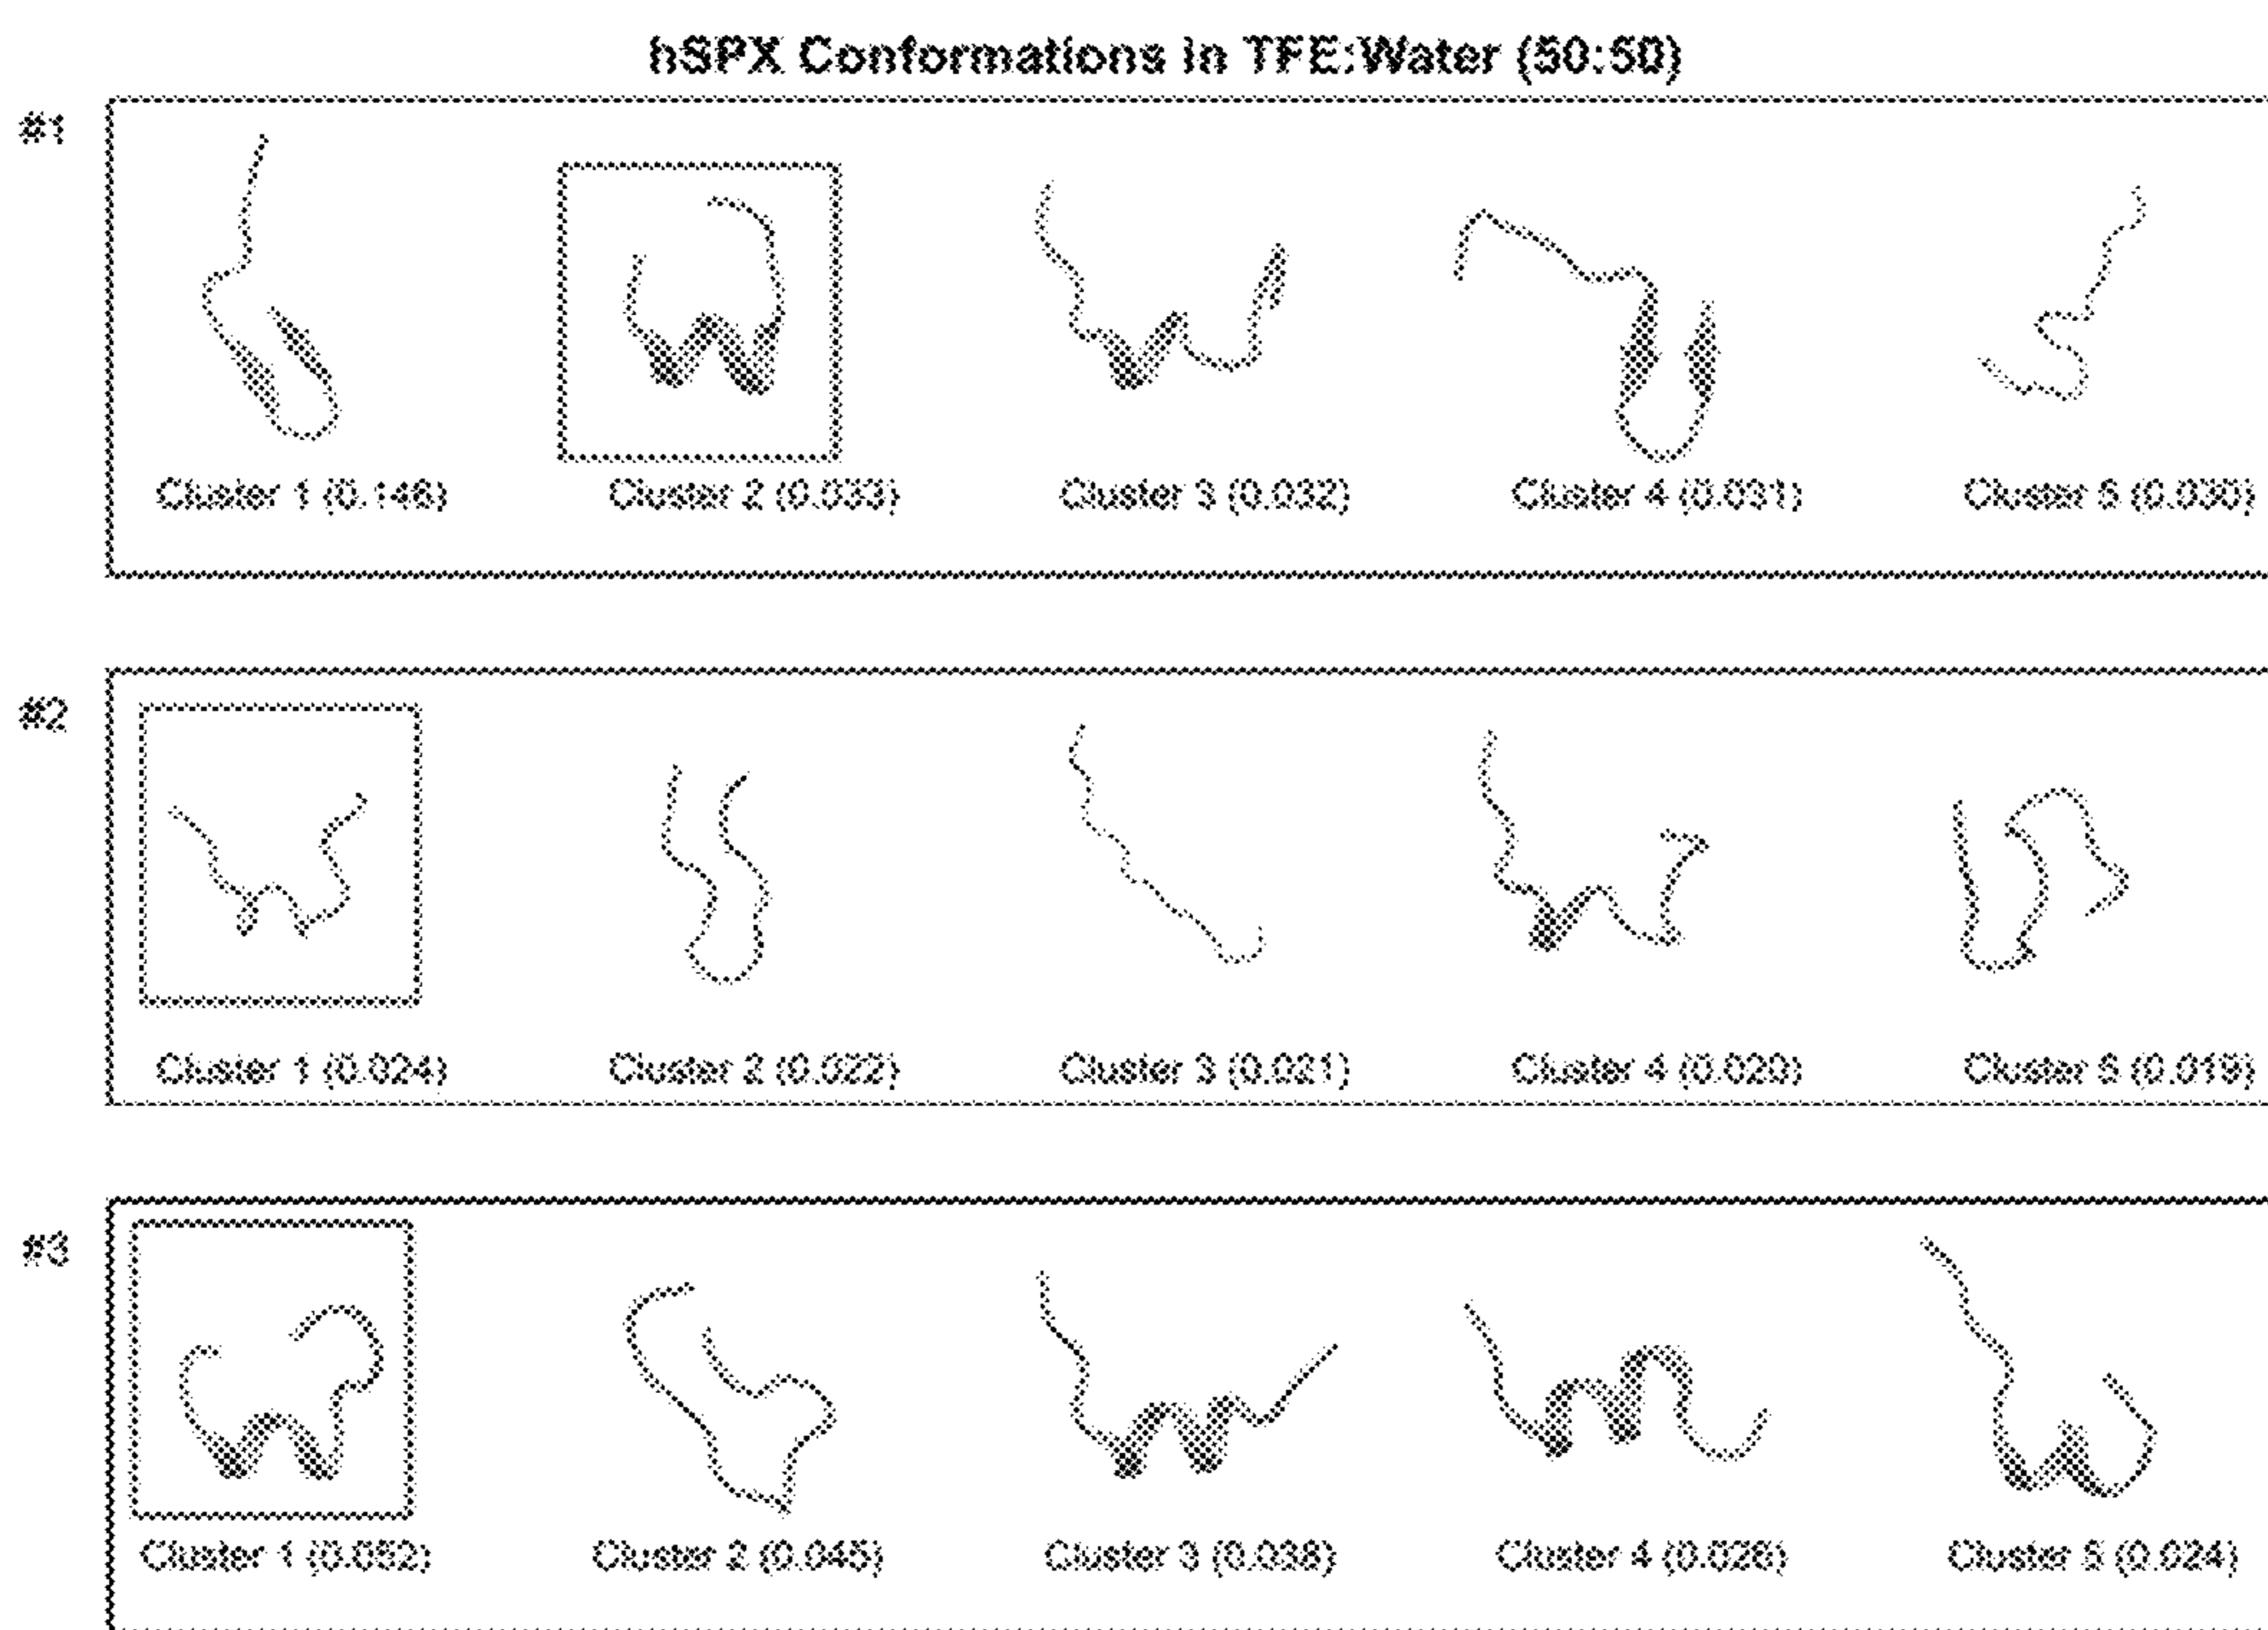 hSPX Conformations in TFE:Water (50:50)
#1
Cluster 1 (0.146) Cluster 2 (0.033) Cluster 3 (0.032) Cluster 4 (0.031) Cluster 5 (0.030)
#2
Cluster 1 (0.024) Cluster 2 (0.022) Cluster 3 (0.021) Cluster 4 (0.020) Cluster 5 (0.019)
#3
Cluster 1 (0.052) Cluster 2 (0.045) Cluster 3 (0.038) Cluster 4 (0.026) Cluster 5 (0.024)